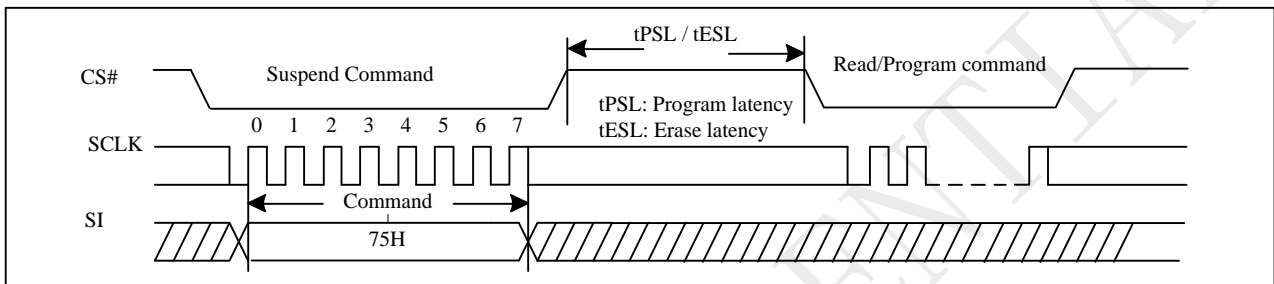 tPSL / tESL
CS#
Suspend Command
Read/Program command
tPSL: Program latency
tESL: Erase latency
0 1 2 3 4 5 6 7
SCLK
Command
SI
75H